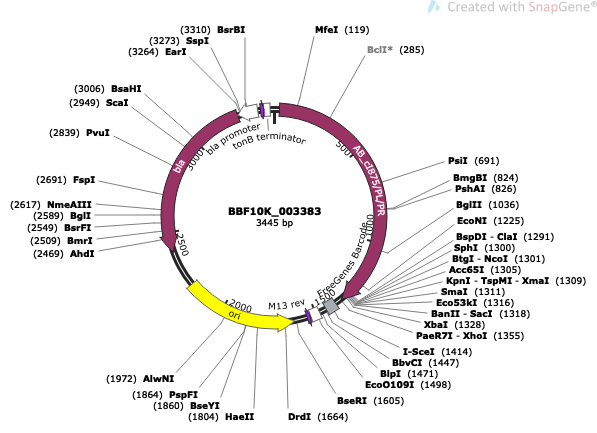 Created with SnapGene®
(3310) BsrBI
(3273) SspI
(3264) EarI
MfeI (119)
BclI* (285)
(3006) BsaHI
(2949) ScaI
(2839) PvuI
(2691) FspI
(2617) NmeAIII
(2589) BglI
(2549) BsrFI
(2509) BmrI
(2469) AhdI
bla promoter
tonB terminator
bla
3000
500
AB_cI875/PL/PR
PsiI (691)
BmgBI (824)
PshAI (826)
BglII (1036)
EcoNI (1225)
BspDI - ClaI (1291)
SphI (1300)
BtgI - NcoI (1301)
Acc65I (1305)
KpnI - TspMI - XmaI (1309)
SmaI (1311)
Eco53kI (1316)
BanII - SacI (1318)
XbaI (1328)
PaeR7I - XhoI (1355)
I-SceI (1414)
BbvCI (1447)
BlpI (1471)
EcoO109I (1498)
BseRI (1605)
DrdI (1664)
BBF10K_003383
3445 bp
1000
FreeGenes Barcode
1500
M13 rev
2000
ori
2500
(1972) AlwNI
(1864) PspFI
(1860) BseYI
(1804) HaeII